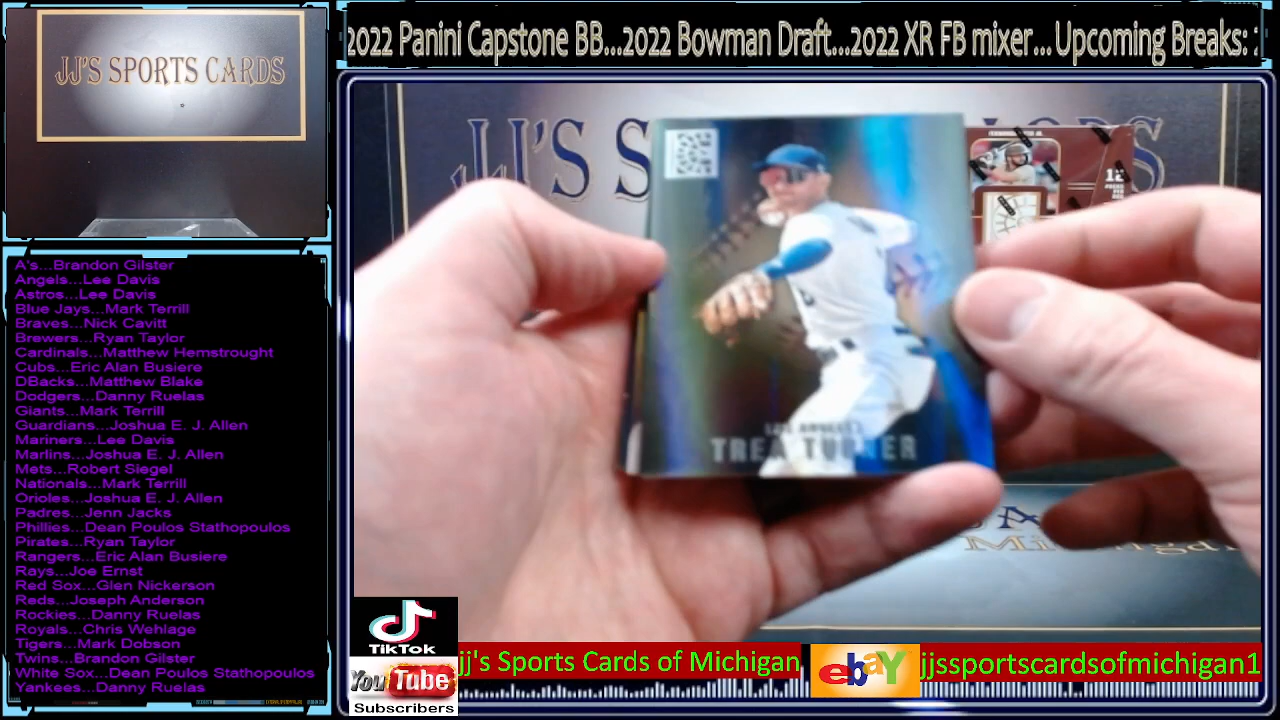 JJ'S SPORTS CARDS
2022 Panini Capstone BB...2022 Bowman Draft...2022 XR FB mixer...Upcoming Breaks:
JJ'S SPO
A's...Brandon Gilster
Angels...Lee Davis
Astros...Lee Davis
Blue Jays...Mark Terrill
Braves...Nick Cavitt
Brewers...Ryan Taylor
Cardinals...Matthew Hemstrought
Cubs...Eric Alan Busiere
DBacks...Matthew Blake
Dodgers...Danny Ruelas
Giants...Mark Terrill
Guardians...Joshua E. J. Allen
Mariners...Lee Davis
Marlins...Joshua E. J. Allen
Mets...Robert Siegel
Nationals...Mark Terrill
Orioles...Joshua E. J. Allen
Padres...Jenn Jacks
Phillies...Dean Poulos Stathopoulos
Pirates...Ryan Taylor
Rangers...Eric Alan Busiere
Rays...Joe Ernst
Red Sox...Glen Nickerson
Reds...Joseph Anderson
Rockies...Danny Ruelas
Royals...Chris Wehlage
Tigers...Mark Dobson
Twins...Brandon Gilster
White Sox...Dean Poulos Stathopoulos
Yankees...Danny Ruelas
12
LOS ANGELES
TREA TURNER
TikTok
YouTube
Subscribers
jj's Sports Cards of Michigan
ebay
jjssportscardsofmichigan1